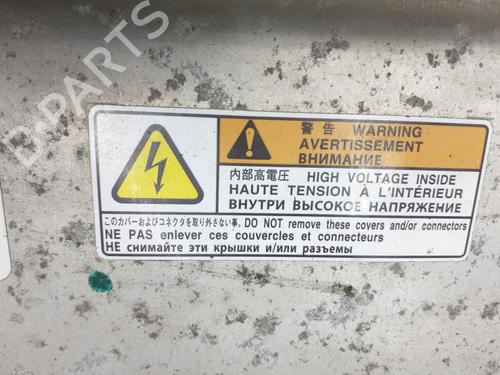 B-PARTS
警告 WARNING
AVERTISSEMENT
ВНИМАНИЕ
内部高電圧 HIGH VOLTAGE INSIDE
HAUTE TENSION À L'INTÉRIEUR
ВНУТРИ ВЫСОКОЕ НАПРЯЖЕНИЕ
このカバーおよびコネクタを取り外さない事。DO NOT remove these covers and/or connectors
NE PAS enlever ces couvercles et connecteurs
НЕ снимайте эти крышки и/или разъемы